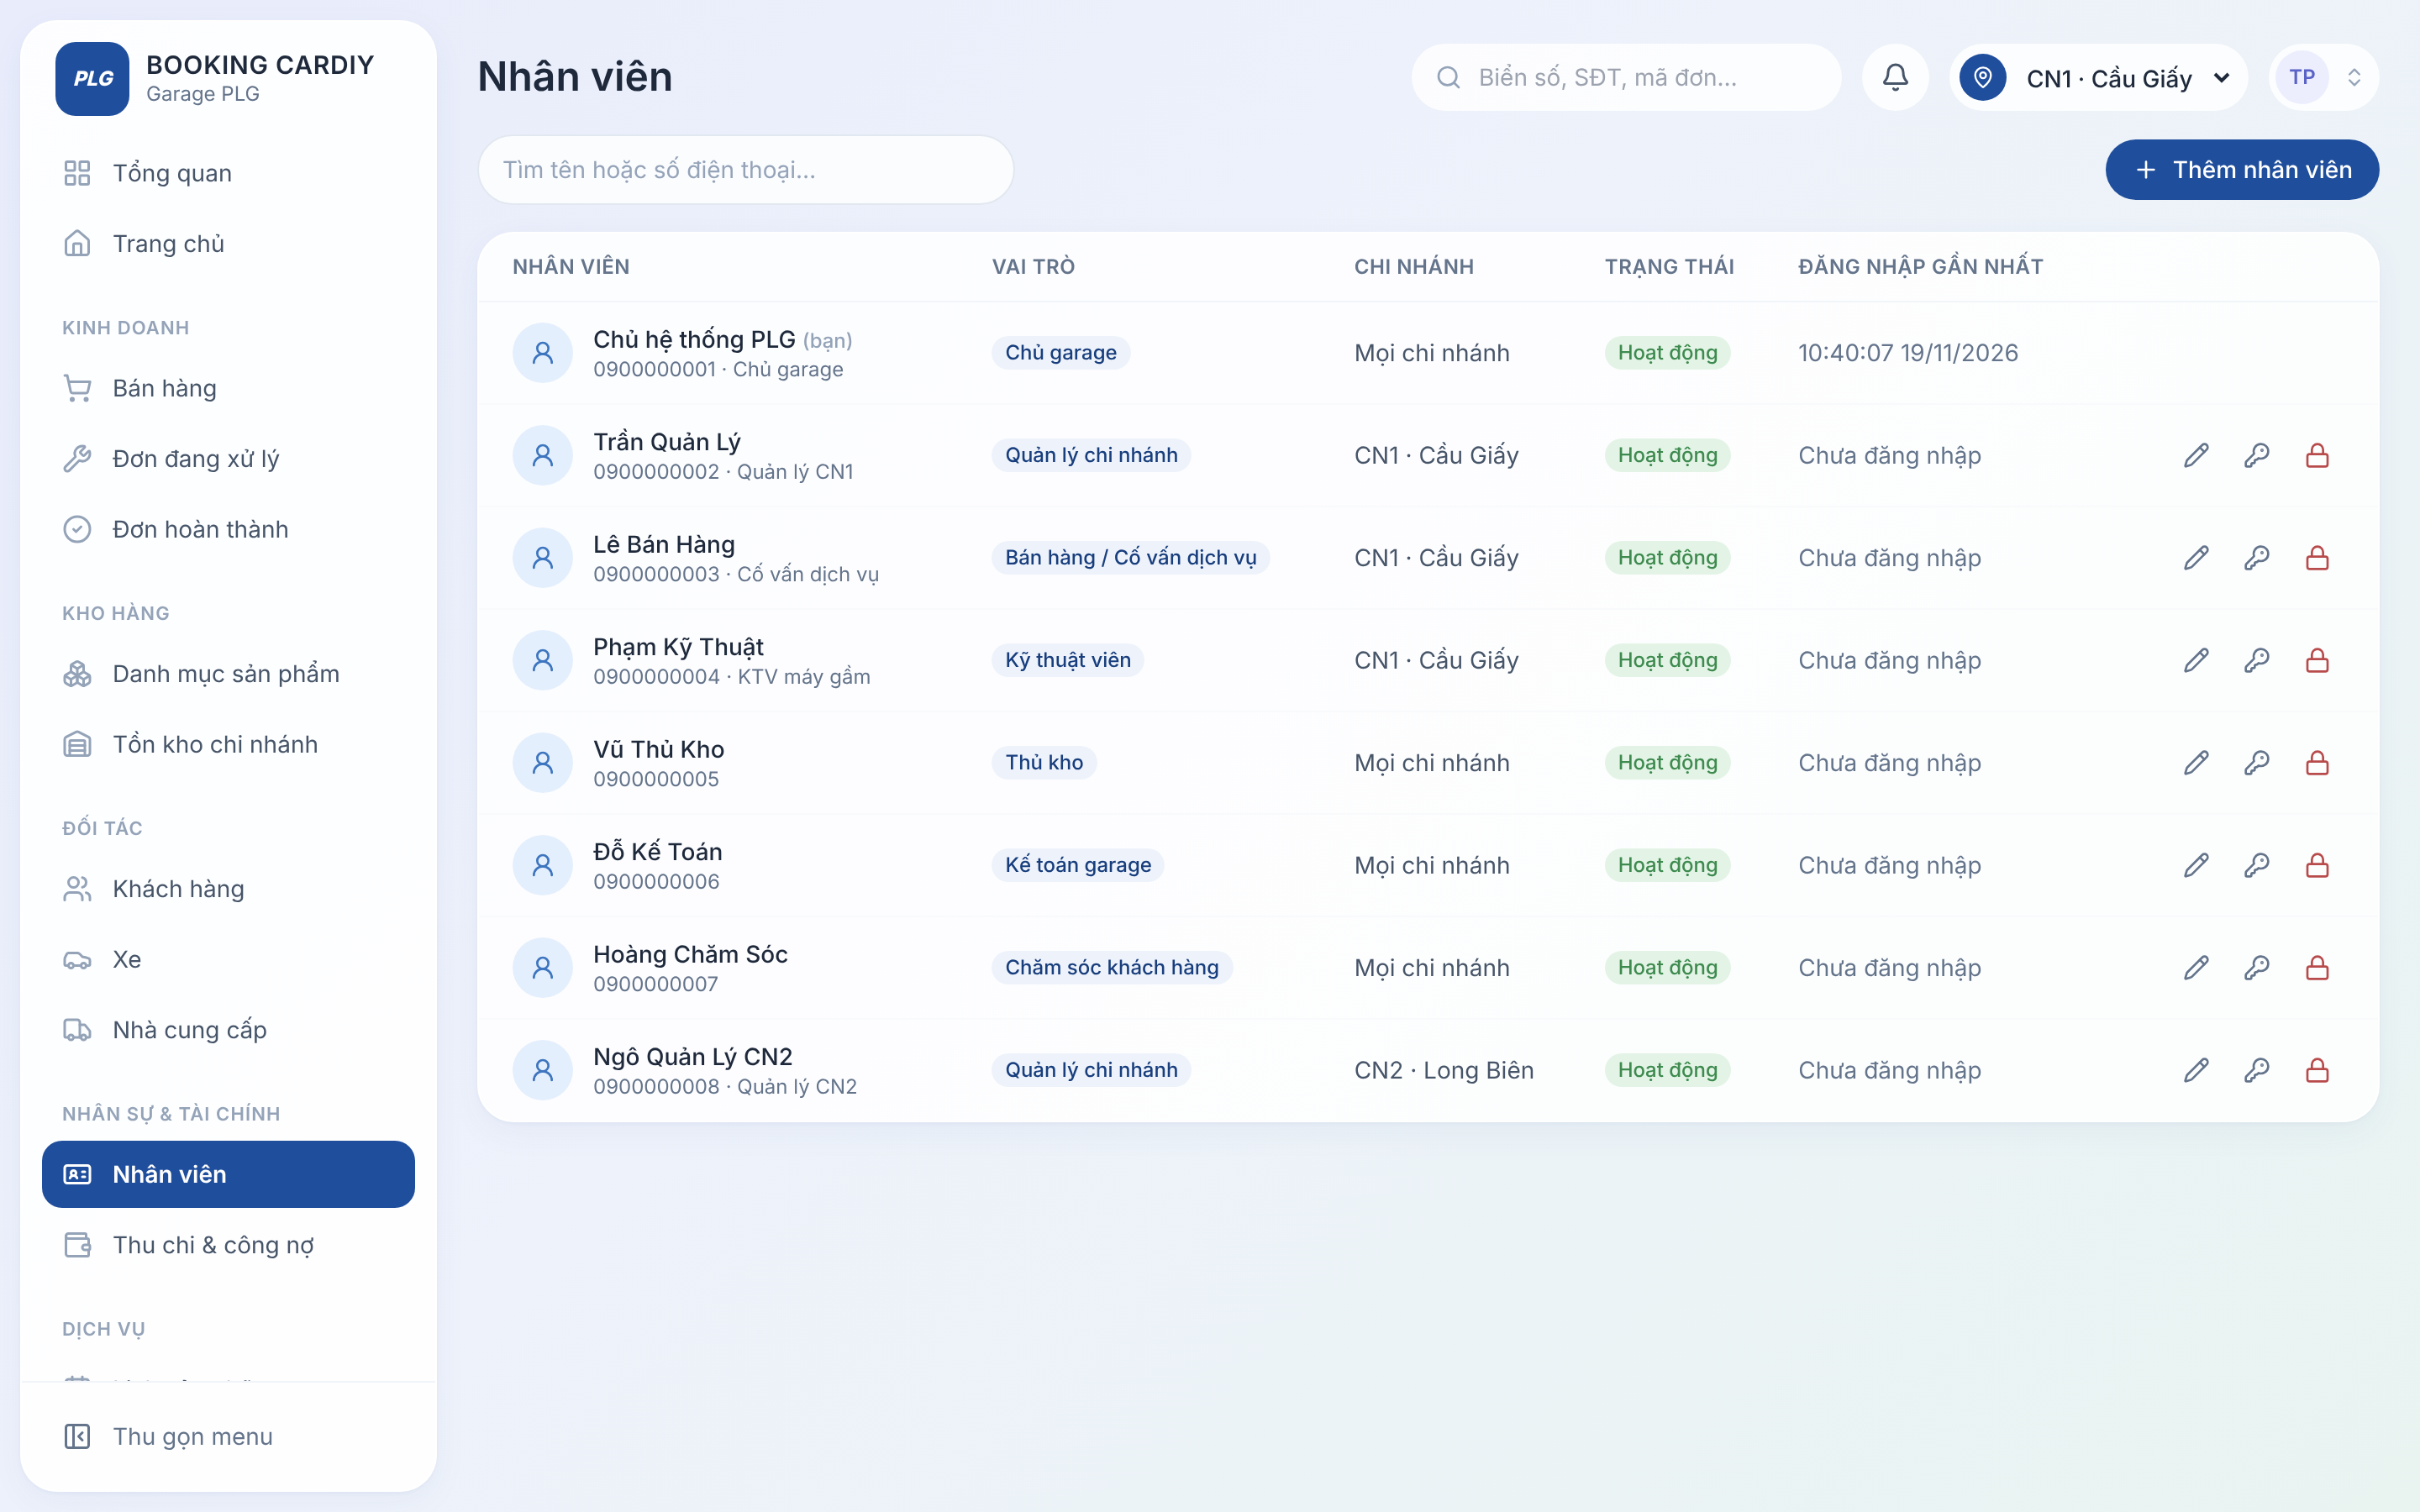 PLG
BOOKING CARDIY
Garage PLG
Tổng quan
Trang chủ
KINH DOANH
Bán hàng
Đơn đang xử lý
Đơn hoàn thành
KHO HÀNG
Danh mục sản phẩm
Tồn kho chi nhánh
ĐỐI TÁC
Khách hàng
Xe
Nhà cung cấp
NHÂN SỰ & TÀI CHÍNH
Nhân viên
Thu chi & công nợ
DỊCH VỤ
Thu gọn menu
Nhân viên
Biển số, SĐT, mã đơn...
CN1 · Cầu Giấy
TP
Tìm tên hoặc số điện thoại...
Thêm nhân viên
NHÂN VIÊN VAI TRÒ CHI NHÁNH TRẠNG THÁI ĐĂNG NHẬP GẦN NHẤT
Chủ hệ thống PLG (bạn)
0900000001 · Chủ garage
Chủ garage
Mọi chi nhánh
Hoạt động
10:40:07 19/11/2026
Trần Quản Lý
0900000002 · Quản lý CN1
Quản lý chi nhánh
CN1 · Cầu Giấy
Hoạt động
Chưa đăng nhập
Lê Bán Hàng
0900000003 · Cố vấn dịch vụ
Bán hàng / Cố vấn dịch vụ
CN1 · Cầu Giấy
Hoạt động
Chưa đăng nhập
Phạm Kỹ Thuật
0900000004 · KTV máy gầm
Kỹ thuật viên
CN1 · Cầu Giấy
Hoạt động
Chưa đăng nhập
Vũ Thủ Kho
0900000005
Thủ kho
Mọi chi nhánh
Hoạt động
Chưa đăng nhập
Đỗ Kế Toán
0900000006
Kế toán garage
Mọi chi nhánh
Hoạt động
Chưa đăng nhập
Hoàng Chăm Sóc
0900000007
Chăm sóc khách hàng
Mọi chi nhánh
Hoạt động
Chưa đăng nhập
Ngô Quản Lý CN2
0900000008 · Quản lý CN2
Quản lý chi nhánh
CN2 · Long Biên
Hoạt động
Chưa đăng nhập